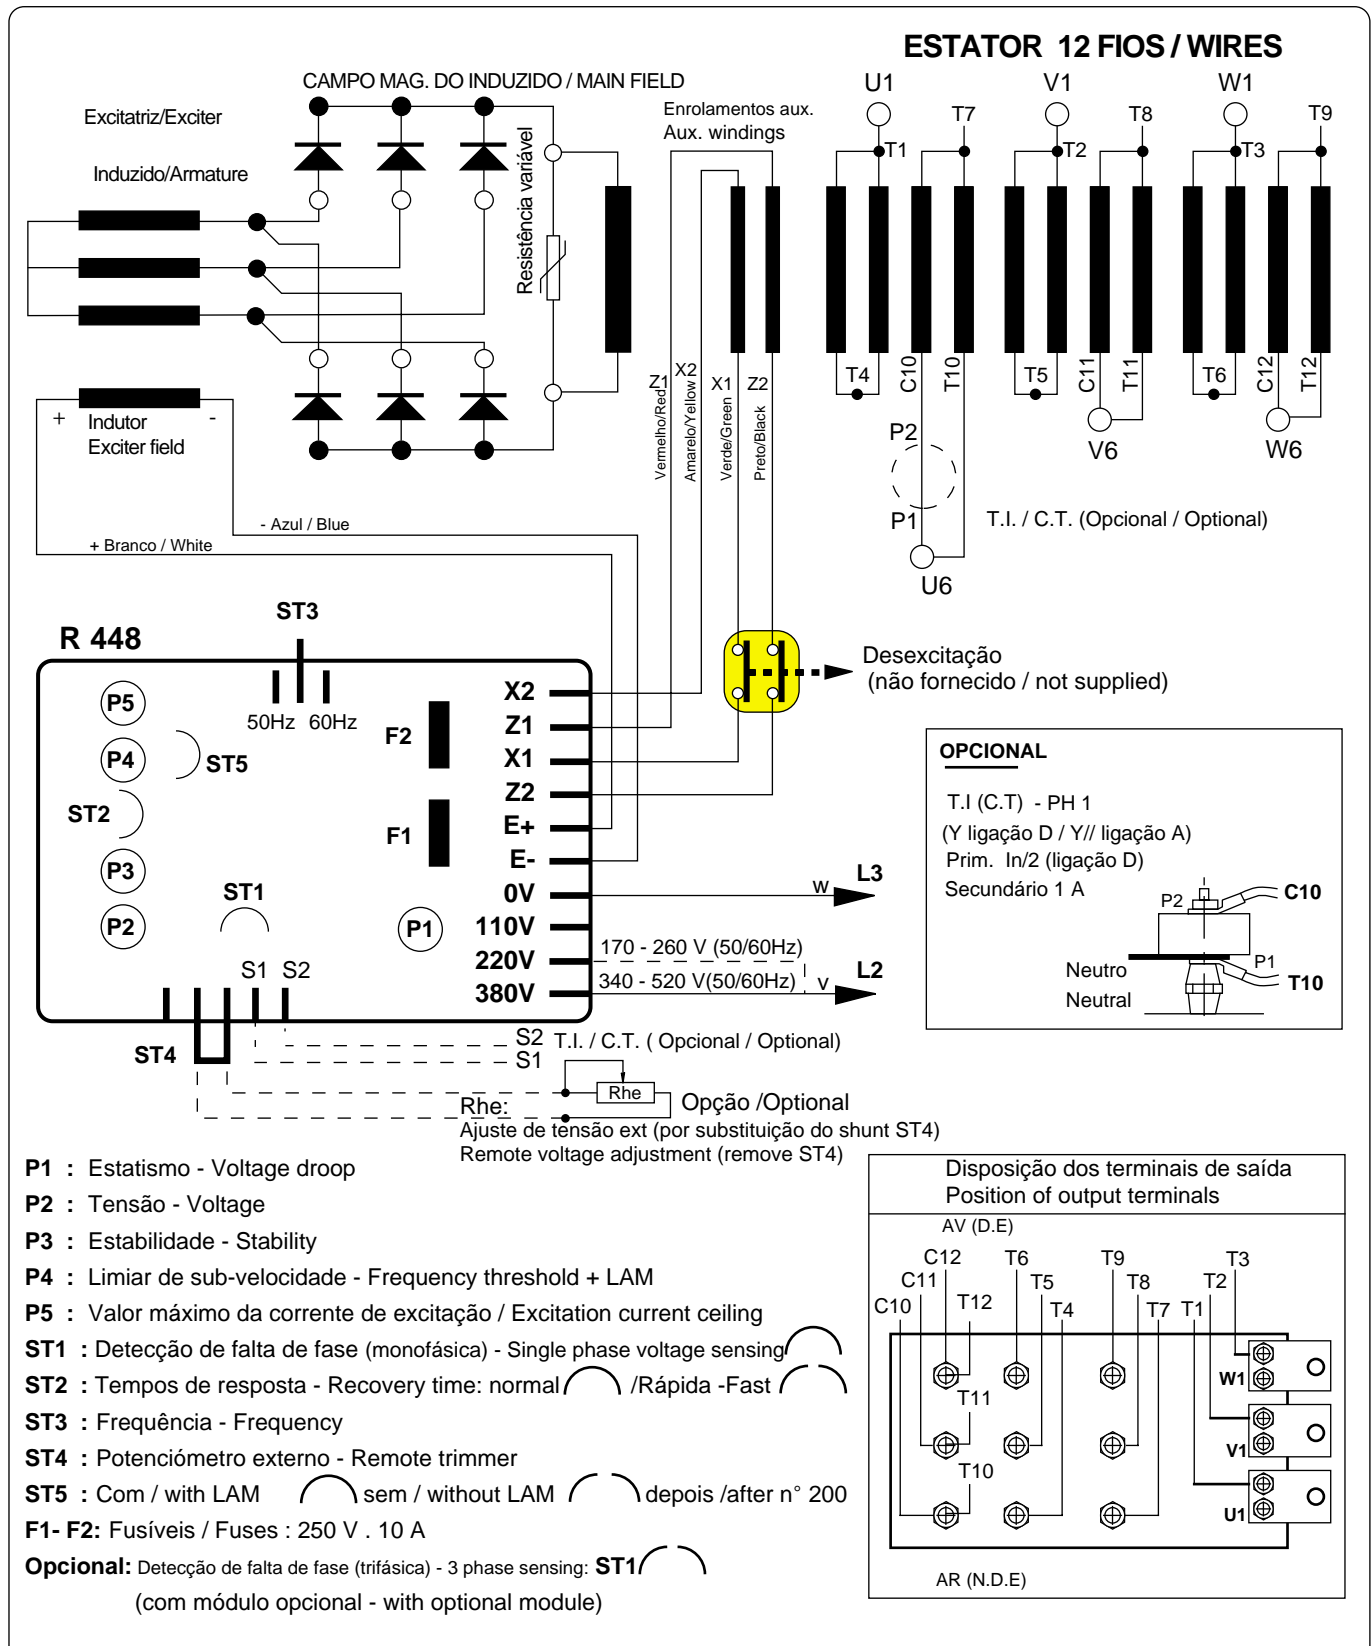 ESTATOR 12 FIOS / WIRES
CAMPO MAG. DO INDUZIDO / MAIN FIELD
Excitatriz/Exciter
Induzido/Armature
Resistência variável
Enrolamentos aux.
Aux. windings
U1
V1
W1
T1
T7
T2
T8
T3
T9
T4
C10
T10
T5
C11
T11
T6
C12
T12
+
-
Indutor
Exciter field
Z1
Vermelho/Red
X2
Amarelo/Yellow
X1
Verde/Green
Z2
Preto/Black
P2
P1
U6
V6
W6
T.I. / C.T. (Opcional / Optional)
- Azul / Blue
+ Branco / White
R 448
ST3
50Hz 60Hz
P5
P4
ST5
ST2
P3
P2
ST1
P1
F2
F1
S1 S2
ST4
X2
Z1
X1
Z2
E+
E-
0V
110V
220V
380V
Desexcitação
(não fornecido / not supplied)
W
L3
170 - 260 V (50/60Hz)
340 - 520 V(50/60Hz)
V
L2
OPCIONAL
T.I (C.T) - PH 1
(Y ligação D / Y// ligação A)
Prim. In/2 (ligação D)
Secundário 1 A
P2
C10
P1
T10
Neutro
Neutral
S2
S1
T.I. / C.T. ( Opcional / Optional)
Rhe
Opção /Optional
Rhe:
Ajuste de tensão ext (por substituição do shunt ST4)
Remote voltage adjustment (remove ST4)
P1 : Estatismo - Voltage droop
P2 : Tensão - Voltage
P3 : Estabilidade - Stability
P4 : Limiar de sub-velocidade - Frequency threshold + LAM
P5 : Valor máximo da corrente de excitação / Excitation current ceiling
ST1 : Detecção de falta de fase (monofásica) - Single phase voltage sensing
ST2 : Tempos de resposta - Recovery time: normal /Rápida -Fast
ST3 : Frequência - Frequency
ST4 : Potenciómetro externo - Remote trimmer
ST5 : Com / with LAM sem / without LAM depois /after n° 200
F1- F2: Fusíveis / Fuses : 250 V . 10 A
Opcional: Detecção de falta de fase (trifásica) - 3 phase sensing: ST1
(com módulo opcional - with optional module)
Disposição dos terminais de saída
Position of output terminals
AV (D.E)
C12
T6
T9
T3
C11
T5
T8
T2
C10
T12
T4
T7
T1
T11
T10
W1
V1
U1
AR (N.D.E)